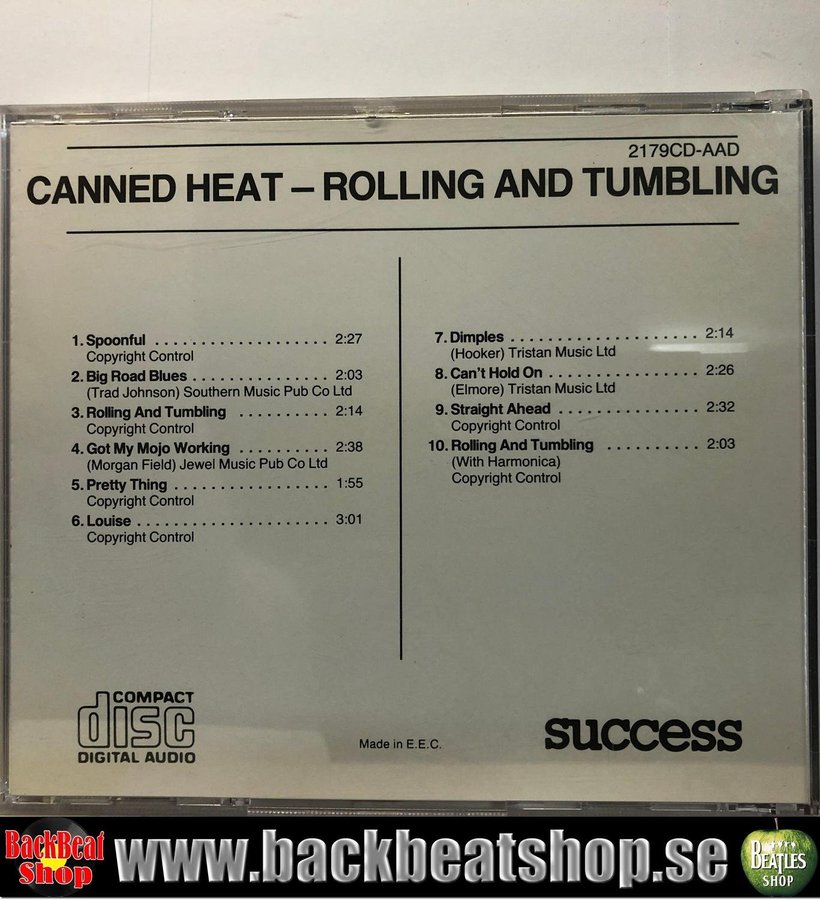 2179CD-AAD
CANNED HEAT – ROLLING AND TUMBLING
1. Spoonful . . . . . . . . . . . . . . . . . . . . 2:27
Copyright Control
2. Big Road Blues . . . . . . . . . . . . . . . 2:03
(Trad Johnson) Southern Music Pub Co Ltd
3. Rolling And Tumbling . . . . . . . . . . 2:14
Copyright Control
4. Got My Mojo Working . . . . . . . . . . 2:38
(Morgan Field) Jewel Music Pub Co Ltd
5. Pretty Thing . . . . . . . . . . . . . . . . . 1:55
Copyright Control
6. Louise . . . . . . . . . . . . . . . . . . . . . . 3:01
Copyright Control
7. Dimples . . . . . . . . . . . . . . . . . . . . . 2:14
(Hooker) Tristan Music Ltd
8. Can't Hold On . . . . . . . . . . . . . . . . 2:26
(Elmore) Tristan Music Ltd
9. Straight Ahead . . . . . . . . . . . . . . . 2:32
Copyright Control
10. Rolling And Tumbling . . . . . . . . . . 2:03
(With Harmonica)
Copyright Control
COMPACT
disc
DIGITAL AUDIO
Made in E.E.C.
success
BackBeat
Shop
www.backbeatshop.se
BEATLES
SHOP